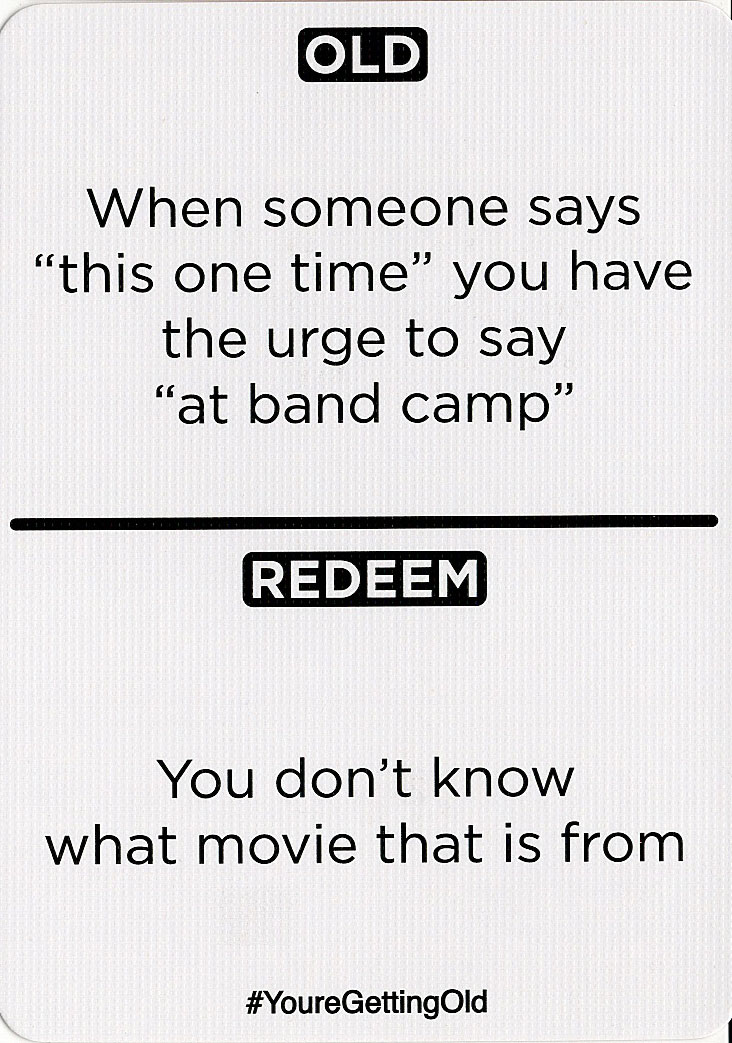 OLD
When someone says
“this one time” you have
the urge to say
“at band camp”
REDEEM
You don’t know
what movie that is from
#YoureGettingOld